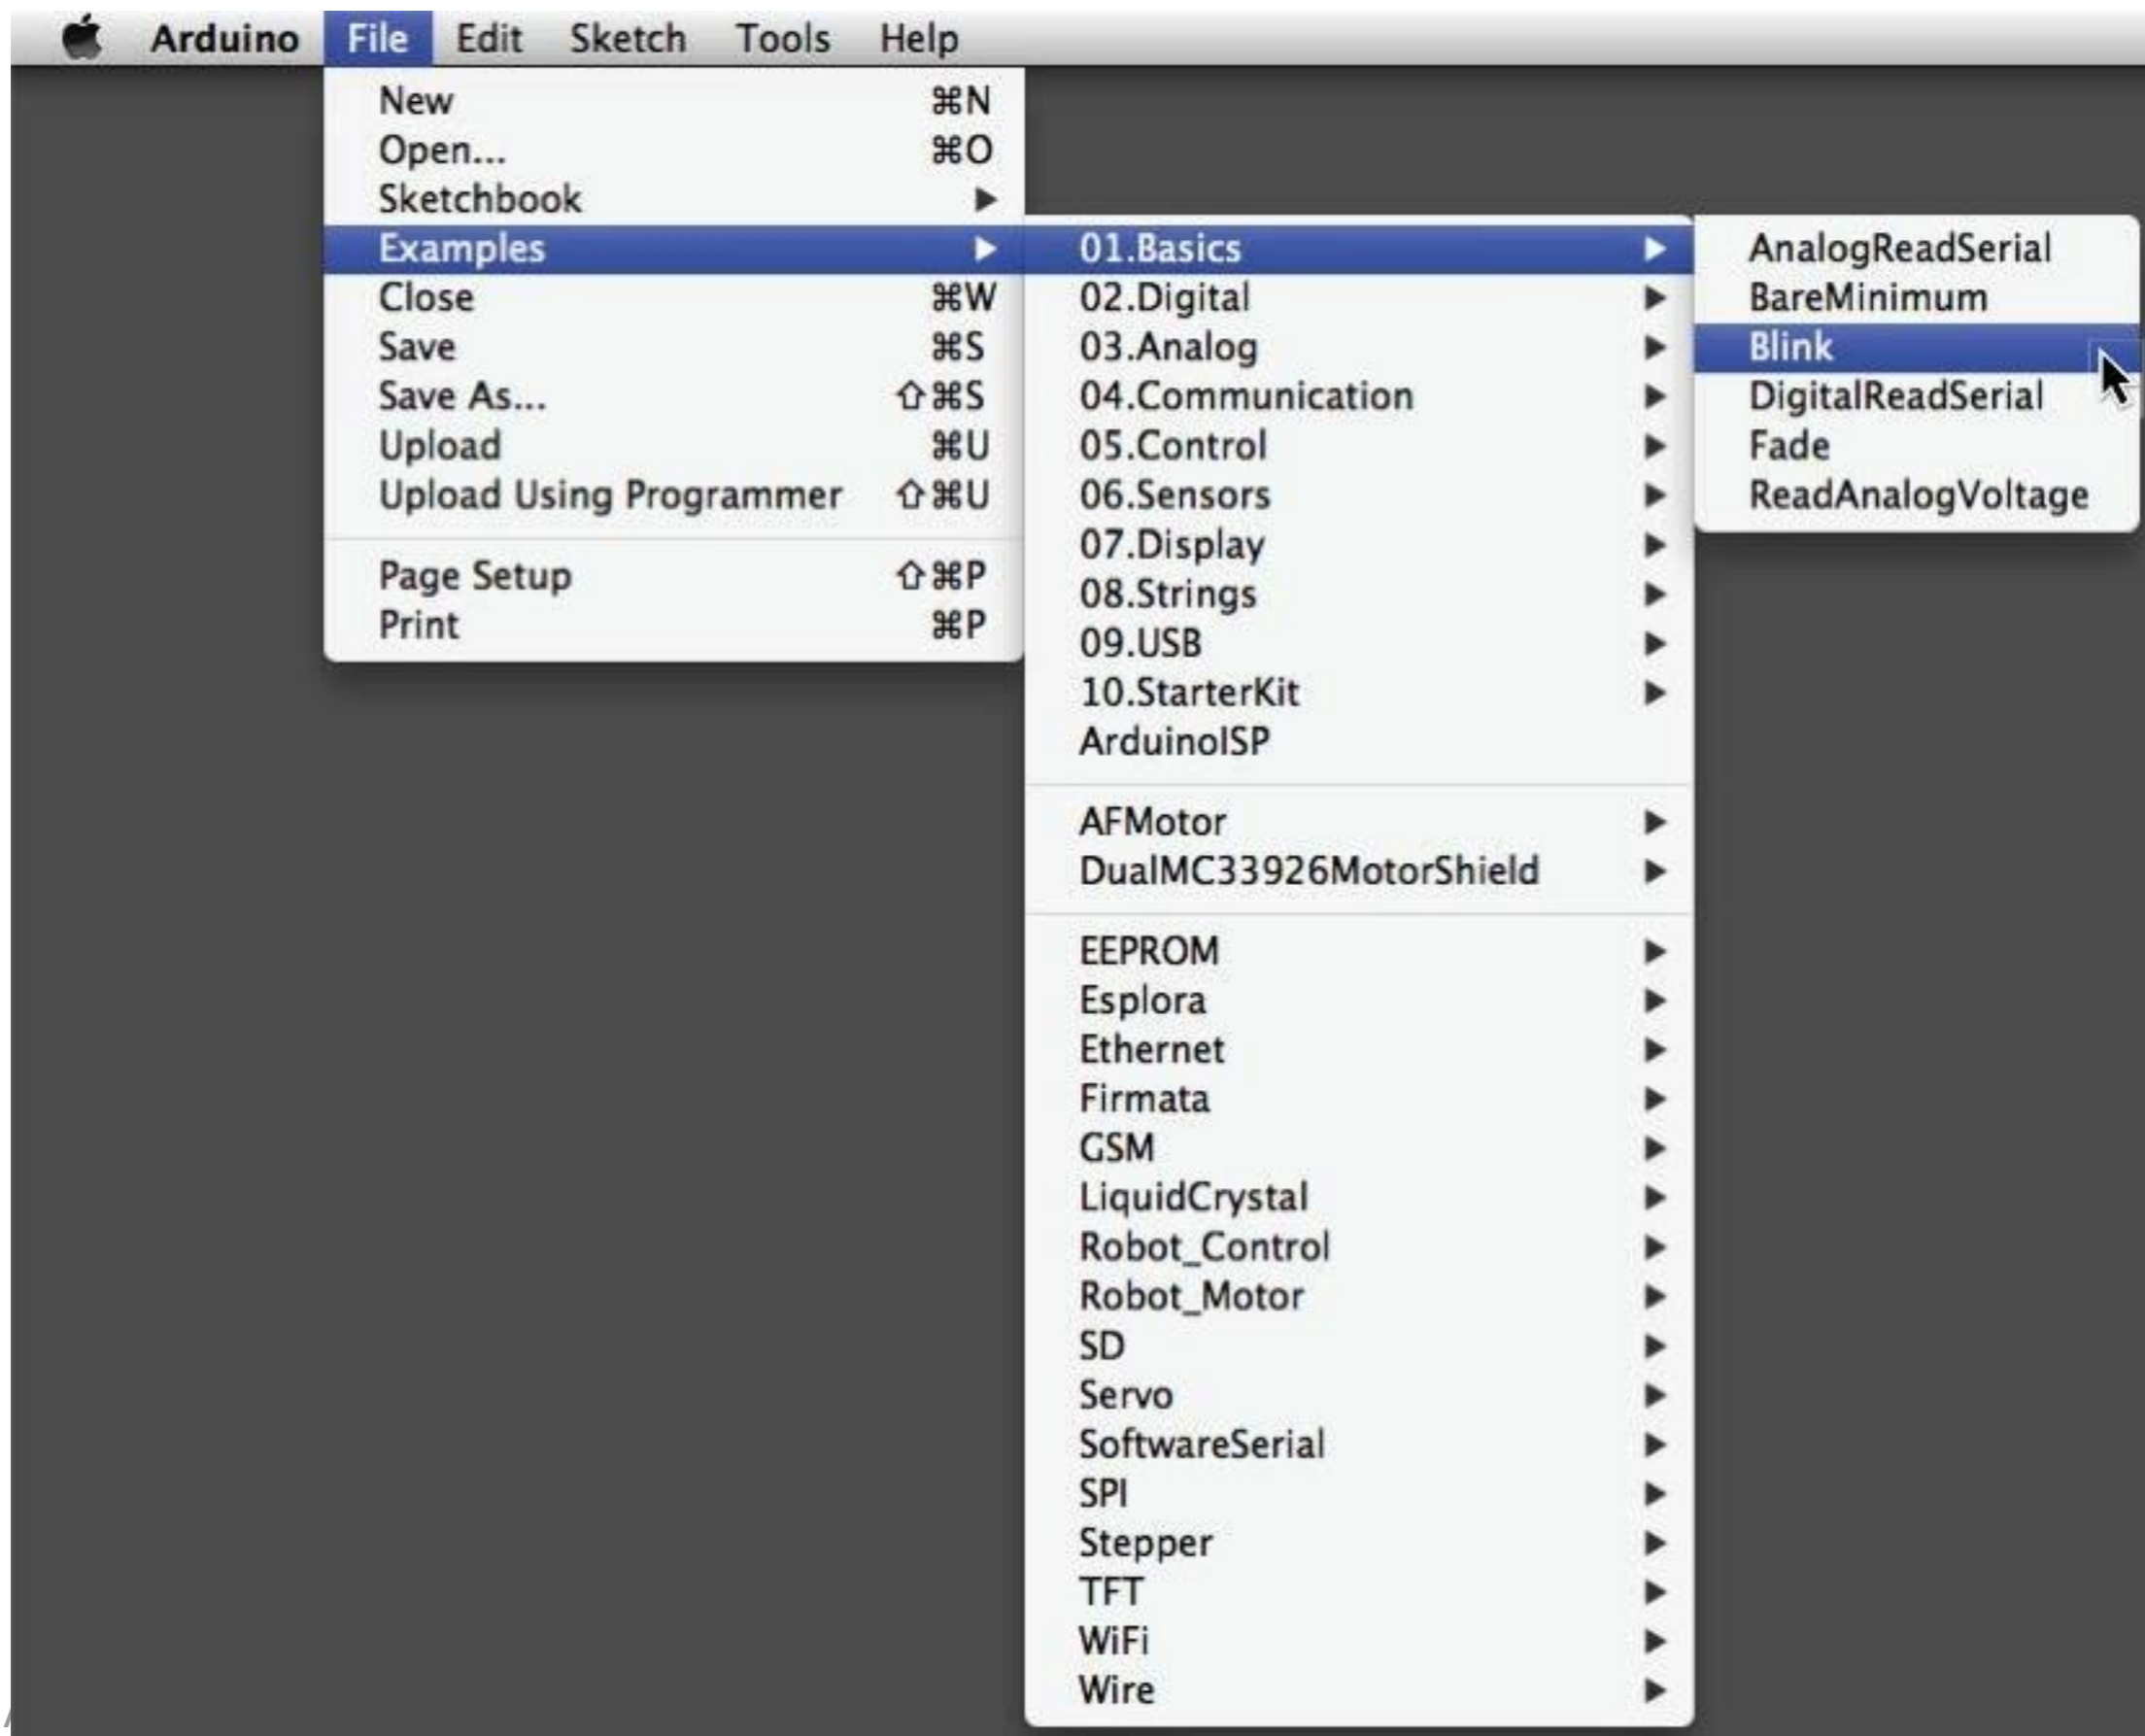 Arduino File Edit Sketch Tools Help
New ⌘N
Open... ⌘O
Sketchbook ▶
Examples ▶
Close ⌘W
Save ⌘S
Save As... ⇧⌘S
Upload ⌘U
Upload Using Programmer ⇧⌘U
Page Setup ⇧⌘P
Print ⌘P
01.Basics ▶
02.Digital ▶
03.Analog ▶
04.Communication ▶
05.Control ▶
06.Sensors ▶
07.Display ▶
08.Strings ▶
09.USB ▶
10.StarterKit ▶
ArduinoISP
AFMotor ▶
DualMC33926MotorShield ▶
EEPROM ▶
Esplora ▶
Ethernet ▶
Firmata ▶
GSM ▶
LiquidCrystal ▶
Robot_Control ▶
Robot_Motor ▶
SD ▶
Servo ▶
SoftwareSerial ▶
SPI ▶
Stepper ▶
TFT ▶
WiFi ▶
Wire ▶
AnalogReadSerial
BareMinimum
Blink
DigitalReadSerial
Fade
ReadAnalogVoltage